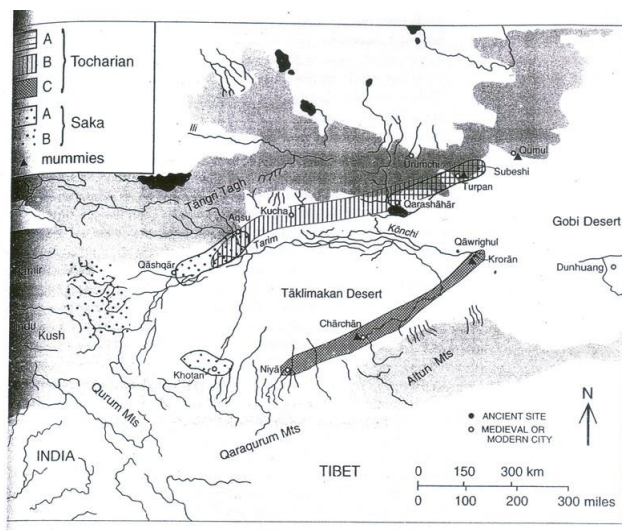 A
B
C
Tocharian
A
B
Saka
mummies
Ili
Urumchi
Qumul
Subeshi
Turpan
Tängri Tagh
Kucha
Qarashähär
Aqsu
Tarim
Könchi
Gobi Desert
Qäwrighul
Krorän
Dunhuang
Qäshqär
Täklimakan Desert
Kush
Chärchän
Khotan
Niyä
Altun Mts
Qurum Mts
Qaraqurum Mts
N
ANCIENT SITE
MEDIEVAL OR
MODERN CITY
INDIA
TIBET
0 150 300 km
0 100 200 300 miles